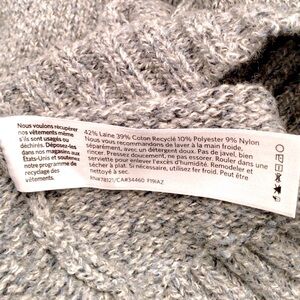 Nous voulons récupérer
nos vêtements même
s'ils sont usagés ou
déchirés. Déposez-les
dans nos magasins aux
États-Unis et soutenez
notre programme de
recyclage des
vêtements.
42% Laine 39% Coton Recyclé 10% Polyester 9% Nylon
Nous vous recommandons de laver à la main froide,
séparément, avec un détergent doux. Pas de javel, bien
rincer. Pressez doucement, ne pas essorer. Rouler dans une
serviette pour enlever l'excès d'humidité. Remodeler et
sécher à plat. Si nécessaire, utilisez fer froid. Peut être
nettoyé à sec.
CA#34460 F19IAZ